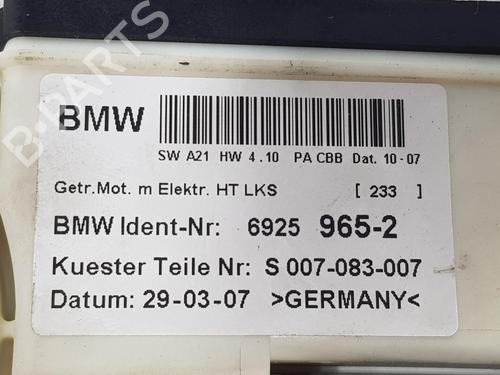 BMW
SW A21 HW 4.10 PA CBB Dat. 10-07
Getr.Mot. m Elektr. HT LKS [ 233 ]
BMW Ident-Nr: 6925 965-2
Kuester Teile Nr: S 007-083-007
Datum: 29-03-07 >GERMANY<
B-PARTS